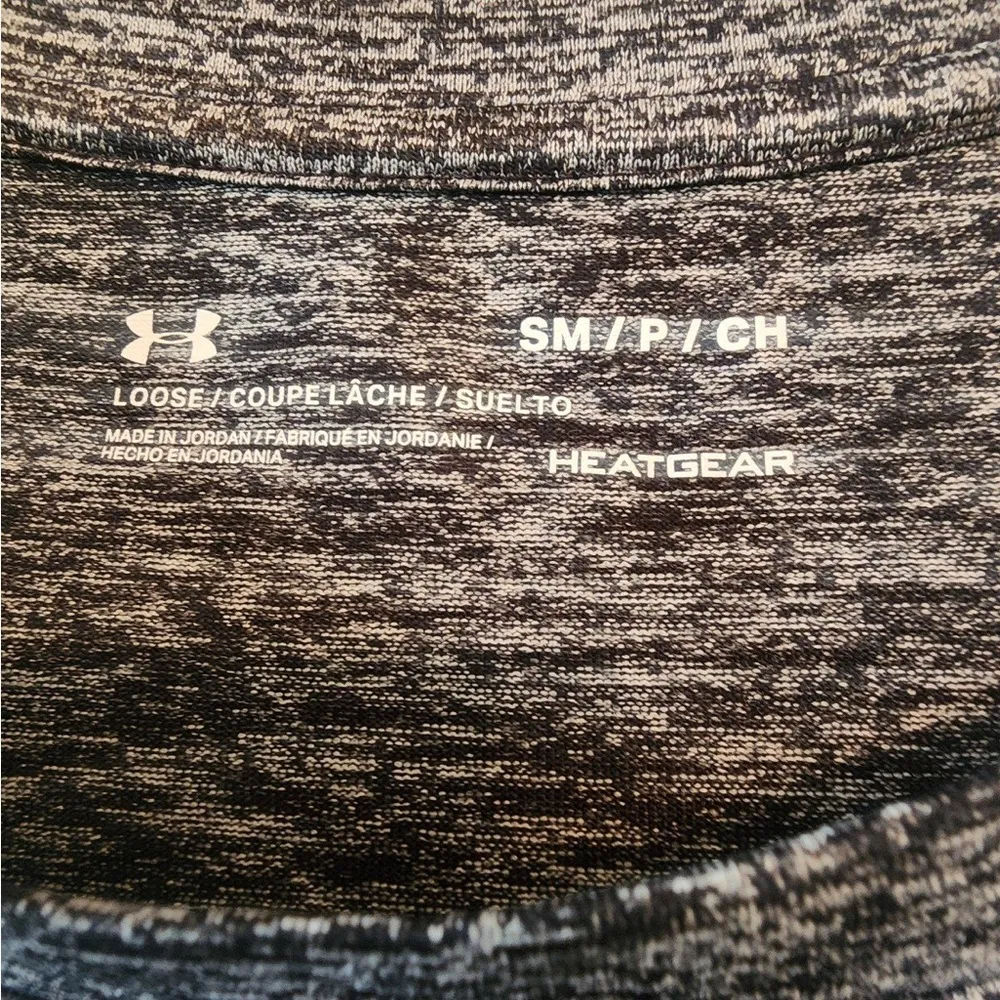 SM / P / CH
LOOSE / COUPE LÂCHE / SUELTO
MADE IN JORDAN / FABRIQUÉ EN JORDANIE /
HECHO EN JORDANIA
HEATGEAR